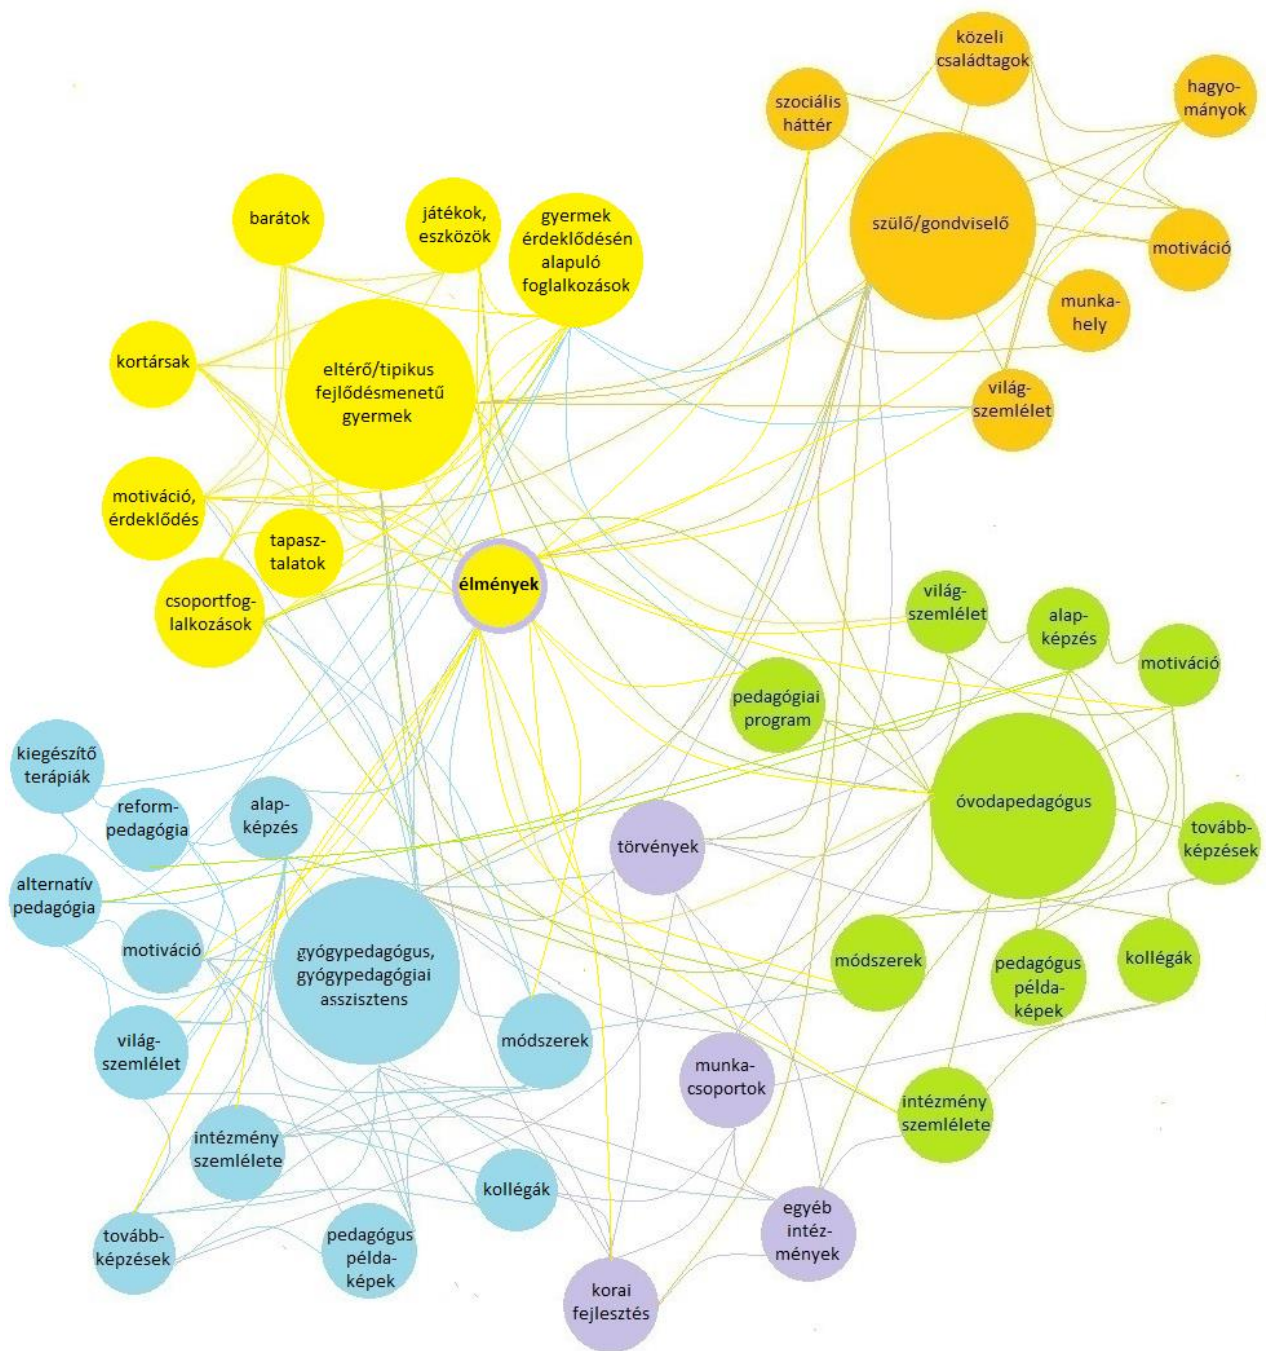 közeli
családtagok
szociális
háttér
hagyo-
mányok
szülő/gondviselő
motiváció
munka-
hely
világ-
szemlélet
barátok
játékok,
eszközök
gyermek
érdeklődésén
alapuló
foglalkozások
kortársak
eltérő/tipikus
fejlődésmenetű
gyermek
motiváció,
érdeklődés
tapasz-
talatok
csoportfog-
lalkozások
élmények
világ-
szemlélet
alap-
képzés
motiváció
pedagógiai
program
óvodapedagógus
tovább-
képzések
módszerek
pedagógus
példa-
képek
kollégák
intézmény
szemlélete
kiegészítő
terápiák
reform-
pedagógia
alap-
képzés
alternatív
pedagógia
motiváció
gyógypedagógus,
gyógypedagógiai
asszisztens
világ-
szemlélet
módszerek
intézmény
szemlélete
kollégák
tovább-
képzések
pedagógus
példa-
képek
törvények
munka-
csoportok
egyéb
intéz-
mények
korai
fejlesztés